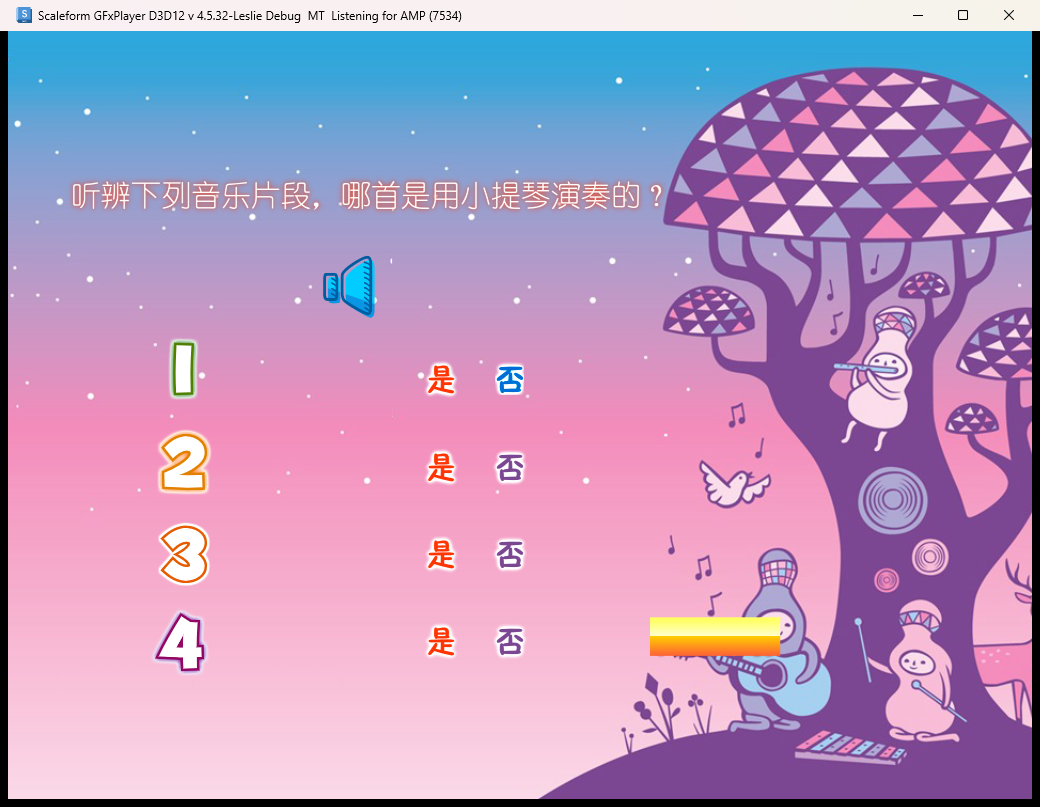 Scaleform GFxPlayer D3D12 v 4.5.32-Leslie Debug  MT  Listening for AMP (7534)
听辨下列音乐片段，哪首是用小提琴演奏的？
1 是 否
2 是 否
3 是 否
4 是 否